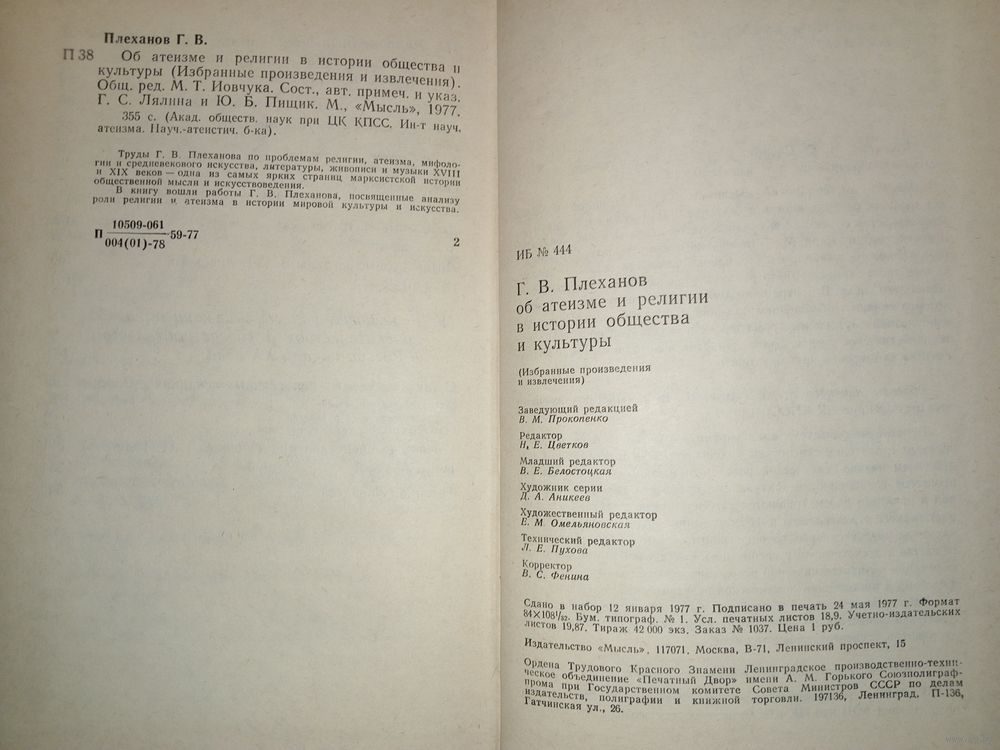 Плеханов Г. В.
П38 Об атеизме и религии в истории общества и
культуры (Избранные произведения и извлечения).
Общ. ред. М. Т. Иовчука. Сост., авт. примеч. и указ.
Г. С. Лялина и Ю. Б. Пищик. М., «Мысль», 1977.
355 с. (Акад. обществ. наук при ЦК КПСС. Ин-т науч.
атеизма. Науч.-атеистич. б-ка).
Труды Г. В. Плеханова по проблемам религии, атеизма, мифоло-
гии и средневекового искусства, литературы, живописи и музыки XVIII
и XIX веков — одна из самых ярких страниц марксистской истории
общественной мысли и искусствоведения.
В книгу вошли работы Г. В. Плеханова, посвященные анализу
роли религии и атеизма в истории мировой культуры и искусства.
10509-061
П 59-77
004(01)-78
2
ИБ № 444
Г. В. Плеханов
об атеизме и религии
в истории общества
и культуры
(Избранные произведения
и извлечения)
Заведующий редакцией
В. М. Прокопенко
Редактор
Н. Е. Цветков
Младший редактор
В. Е. Белостоцкая
Художник серии
Д. А. Аникеев
Художественный редактор
Е. М. Омельяновская
Технический редактор
Л. Е. Пухова
Корректор
В. С. Фенина
Сдано в набор 12 января 1977 г. Подписано в печать 24 мая 1977 г. Формат
84×108¹/₃₂. Бум. типограф. № 1. Усл. печатных листов 18,9. Учетно-издательских
листов 19,87. Тираж 42 000 экз. Заказ № 1037. Цена 1 руб.
Издательство «Мысль». 117071. Москва, В-71, Ленинский проспект, 15
Ордена Трудового Красного Знамени Ленинградское производственно-техни-
ческое объединение «Печатный Двор» имени А. М. Горького Союзполиграф-
прома при Государственном комитете Совета Министров СССР по делам
издательств, полиграфии и книжной торговли. 197136, Ленинград, П-136,
Гатчинская ул., 26.